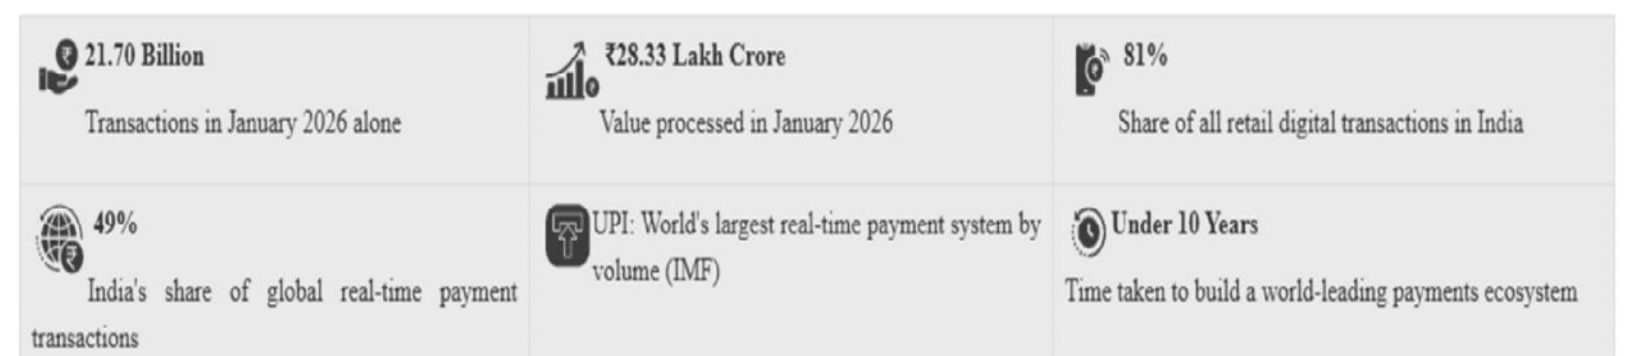 21.70 Billion
Transactions in January 2026 alone
₹28.33 Lakh Crore
Value processed in January 2026
81%
Share of all retail digital transactions in India
49%
India's share of global real-time payment
transactions
UPI: World's largest real-time payment system by
volume (IMF)
Under 10 Years
Time taken to build a world-leading payments ecosystem